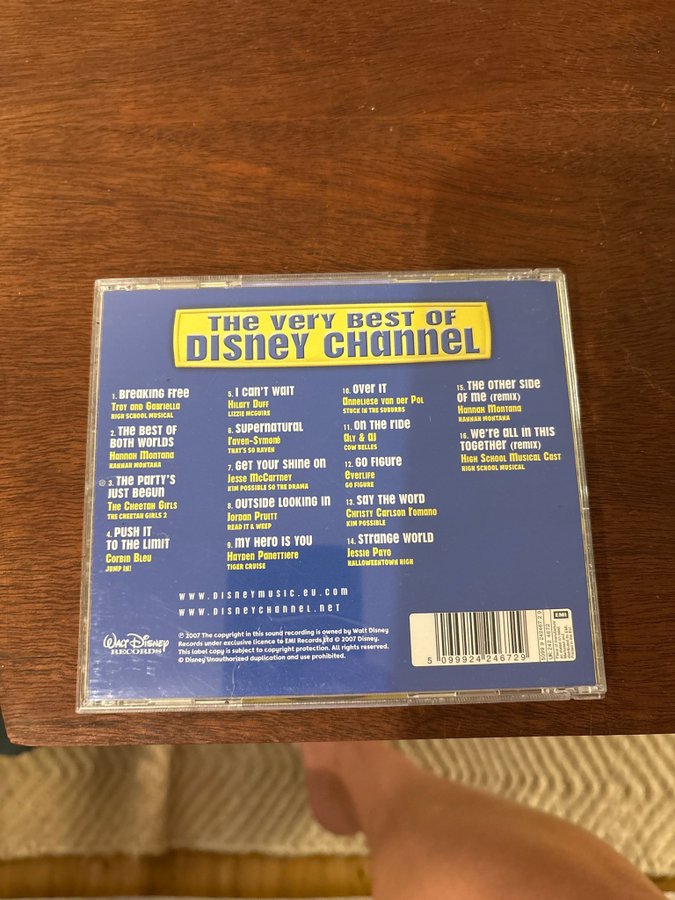 THE VERY BEST OF
DISNEY CHANNEL
1. BREAKING FREE
TROY AND GABRIELLA
HIGH SCHOOL MUSICAL
2. THE BEST OF
BOTH WORLDS
HANNAH MONTANA
HANNAH MONTANA
3. THE PARTY'S
JUST BEGUN
THE CHEETAH GIRLS
THE CHEETAH GIRLS 2
4. PUSH IT
TO THE LIMIT
CORBIN BLEU
JUMP IN!
5. I CAN'T WAIT
HILARY DUFF
LIZZIE MCGUIRE
6. SUPERNATURAL
RAVEN-SYMONÉ
THAT'S SO RAVEN
7. GET YOUR SHINE ON
JESSE MCCARTNEY
KIM POSSIBLE SO THE DRAMA
8. OUTSIDE LOOKING IN
JORDAN PRUITT
READ IT & WEEP
9. MY HERO IS YOU
HAYDEN PANETTIERE
TIGER CRUISE
10. OVER IT
ANNELIESE VAN DER POL
STUCK IN THE SUBURBS
11. ON THE RIDE
ALY & AJ
COW BELLES
12. GO FIGURE
EVERLIFE
GO FIGURE
13. SAY THE WORD
CHRISTY CARLSON ROMANO
KIM POSSIBLE
14. STRANGE WORLD
JESSIE PAYO
HALLOWEENTOWN HIGH
15. THE OTHER SIDE
OF ME (REMIX)
HANNAH MONTANA
HANNAH MONTANA
16. WE'RE ALL IN THIS
TOGETHER (REMIX)
HIGH SCHOOL MUSICAL CAST
HIGH SCHOOL MUSICAL
WWW.DISNEYMUSIC.EU.COM
WWW.DISNEYCHANNEL.NET
Walt Disney
RECORDS
℗ 2007 The copyright in this sound recording is owned by Walt Disney
Records under exclusive licence to EMI Records Ltd © 2007 Disney.
This label copy is subject to copyright protection. All rights reserved.
© Disney Unauthorized duplication and use prohibited.
5 099924 246729
EMI